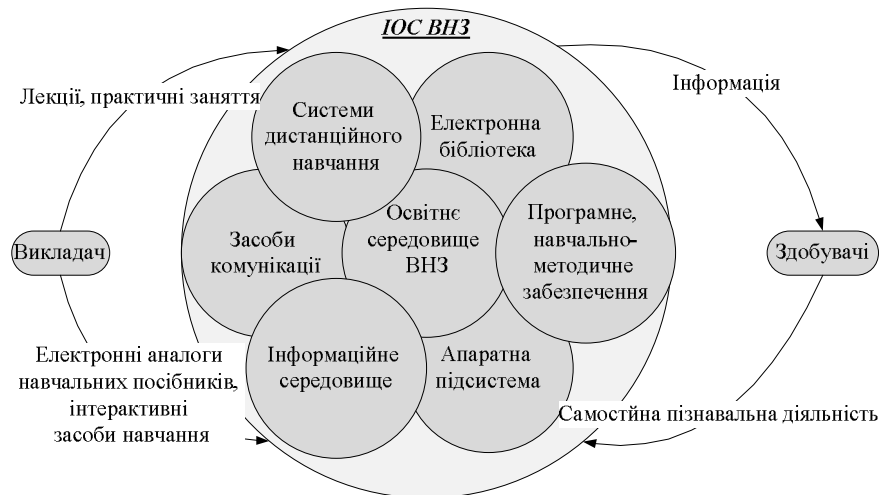 ІОС ВНЗ
Лекції, практичні заняття
Інформація
Системи
дистанційного
навчання
Електронна
бібліотека
Викладач
Засоби
комунікації
Освітнє
середовище
ВНЗ
Програмне,
навчально-
методичне
забезпечення
Здобувачі
Електронні аналоги
навчальних посібників,
інтерактивні
засоби навчання
Інформаційне
середовище
Апаратна
підсистема
Самостйна пізнавальна діяльність